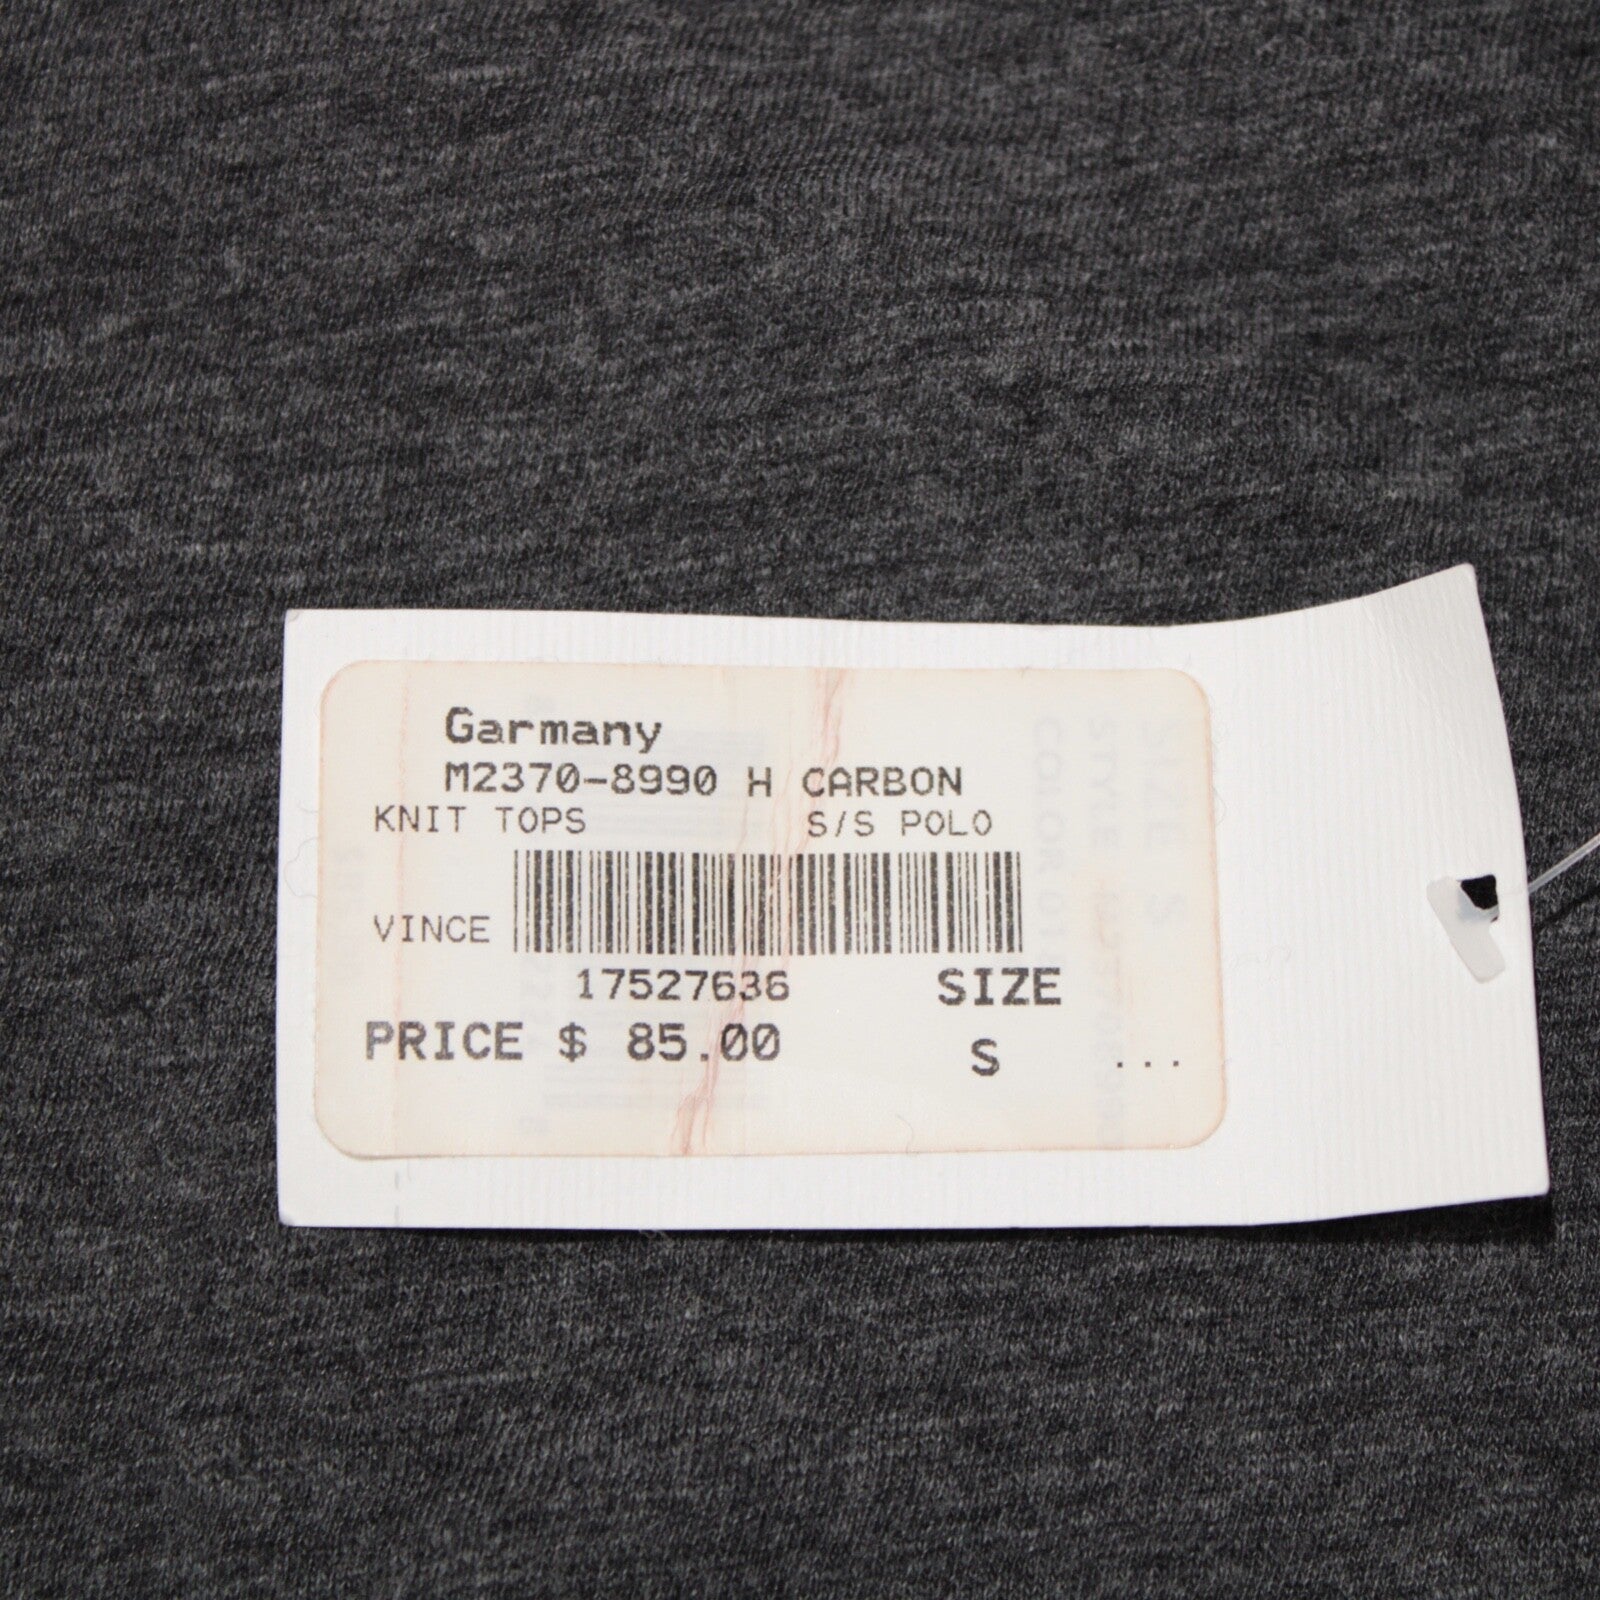 Garmany
M2370-8990 H CARBON
KNIT TOPS S/S POLO
VINCE
17527636 SIZE
PRICE $ 85.00 S ...